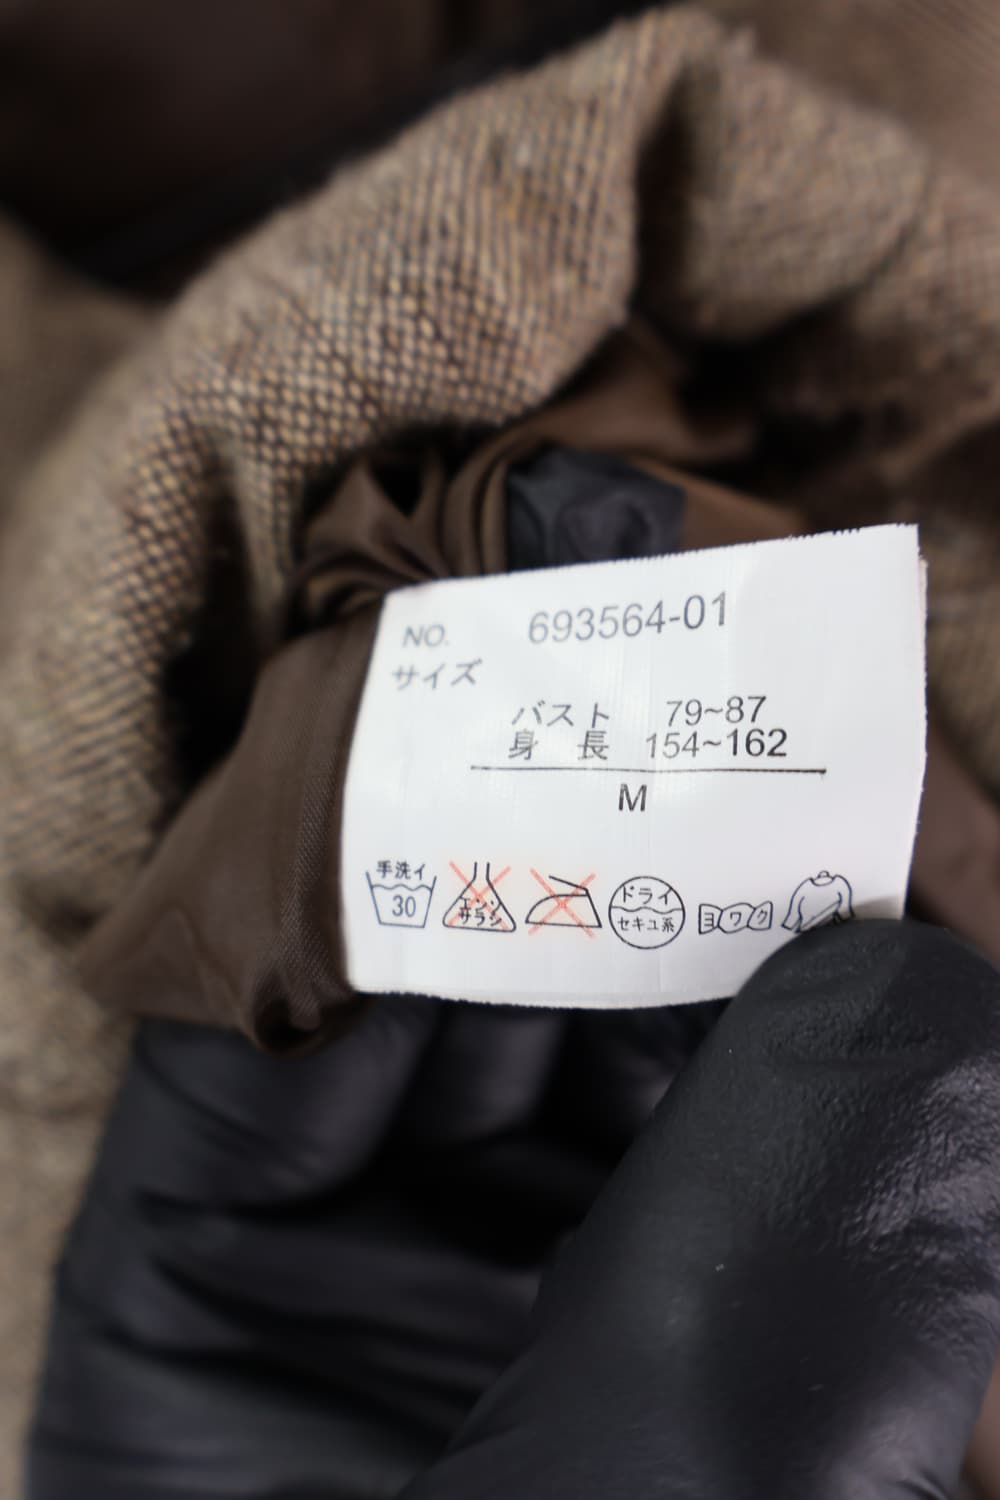 NO. 693564-01
サイズ
バスト 79~87
身長 154~162
M
手洗イ
30
エンソ
サラシ
ドライ
セキユ系
ヨワク